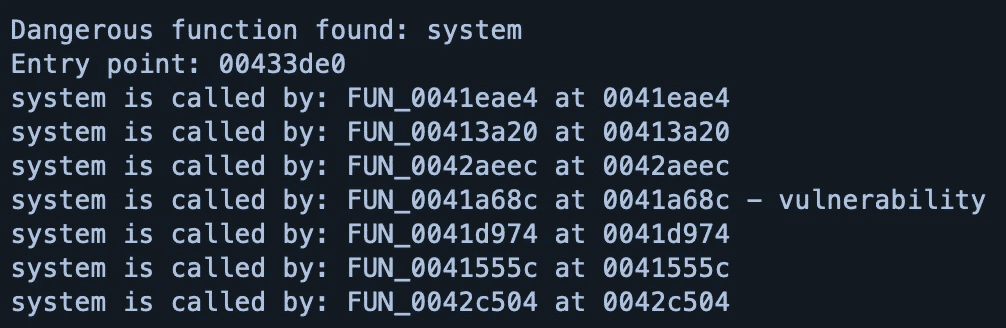 Dangerous function found: system
Entry point: 00433de0
system is called by: FUN_0041eae4 at 0041eae4
system is called by: FUN_00413a20 at 00413a20
system is called by: FUN_0042aeec at 0042aeec
system is called by: FUN_0041a68c at 0041a68c – vulnerability
system is called by: FUN_0041d974 at 0041d974
system is called by: FUN_0041555c at 0041555c
system is called by: FUN_0042c504 at 0042c504